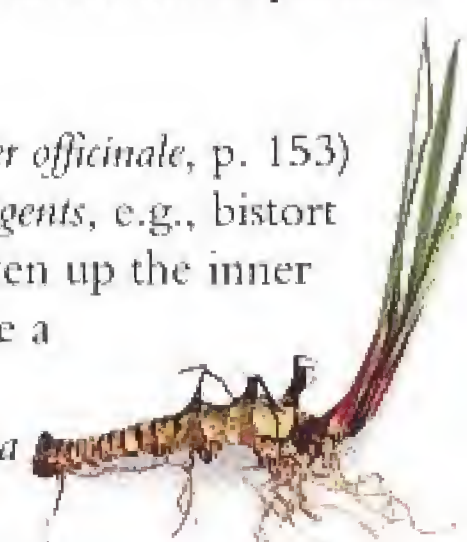 er officinale, p. 153)
gents, e.g., bistort
en up the inner
e a
a